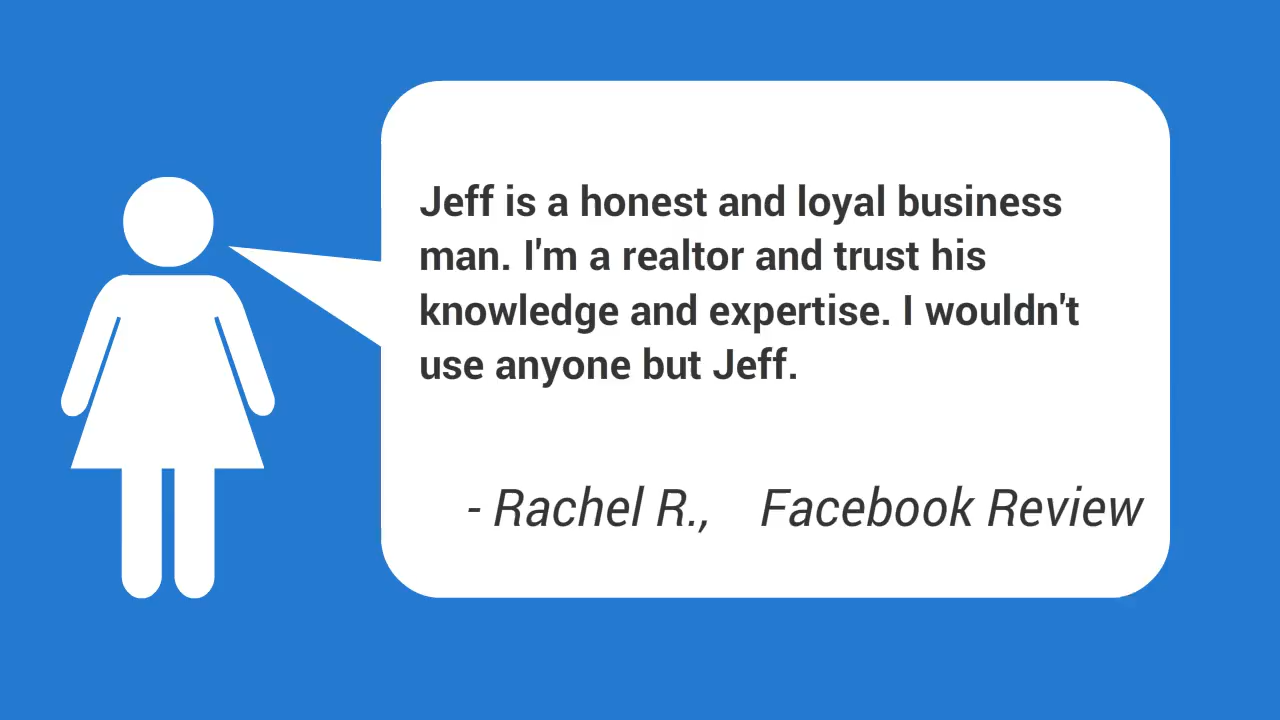 Jeff is a honest and loyal business
man. I'm a realtor and trust his
knowledge and expertise. I wouldn't
use anyone but Jeff.
- Rachel R., Facebook Review